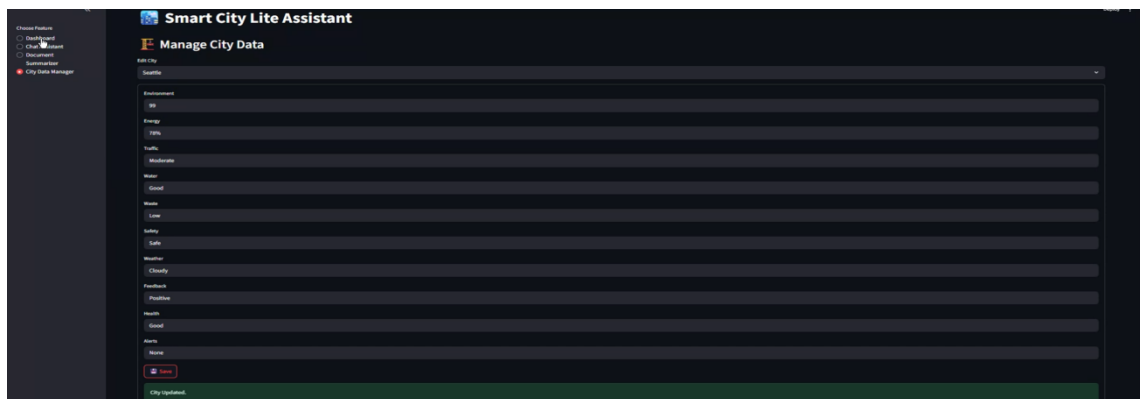 Smart City Lite Assistant
Choose Feature
Dashboard
Chat Assistant
Document
Summarizer
City Data Manager
Manage City Data
Edit City
Seattle
Environment
99
Energy
78%
Traffic
Moderate
Water
Good
Waste
Low
Safety
Safe
Weather
Cloudy
Feedback
Positive
Health
Good
Alerts
None
Save
City Updated.